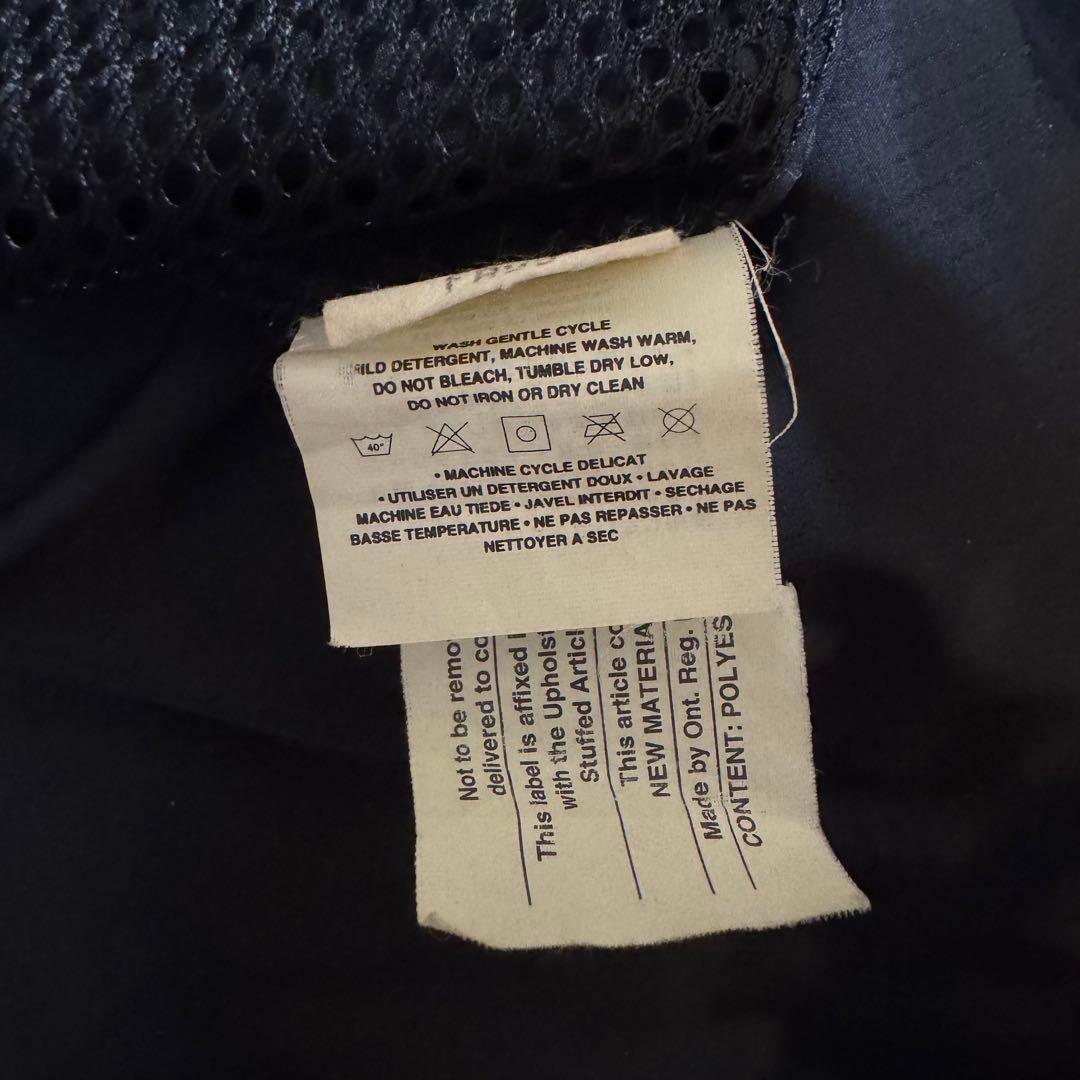 WASH GENTLE CYCLE
MILD DETERGENT, MACHINE WASH WARM,
DO NOT BLEACH, TUMBLE DRY LOW,
DO NOT IRON OR DRY CLEAN
40°
• MACHINE CYCLE DELICAT
• UTILISER UN DETERGENT DOUX • LAVAGE
MACHINE EAU TIEDE • JAVEL INTERDIT • SECHAGE
BASSE TEMPERATURE • NE PAS REPASSER • NE PAS
NETTOYER A SEC
Not to be remo
delivered to co
This label is affixed
with the Uphols
Stuffed Articl
This article co
NEW MATERIA
Made by Ont. Reg.
CONTENT: POLYES